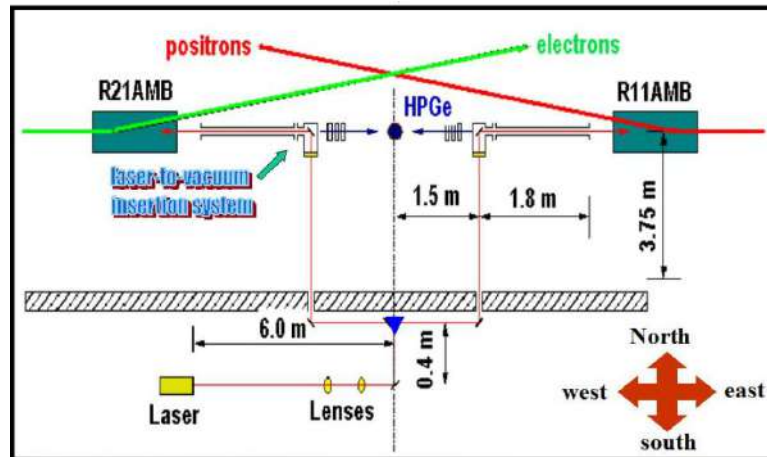 positrons
electrons
R21AMB
HPGe
R11AMB
laser-to-vacuum
insertion system
1.5 m
1.8 m
3.75 m
6.0 m
0.4 m
Laser
Lenses
North
west
east
south